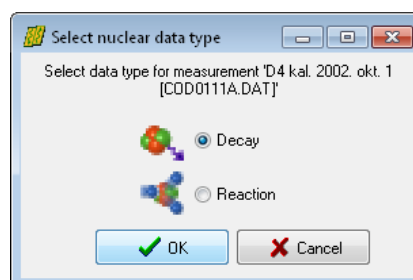 Select nuclear data type
Select data type for measurement 'D4 kal. 2002. okt. 1
[COD0111A.DAT]'
Decay
Reaction
OK
Cancel